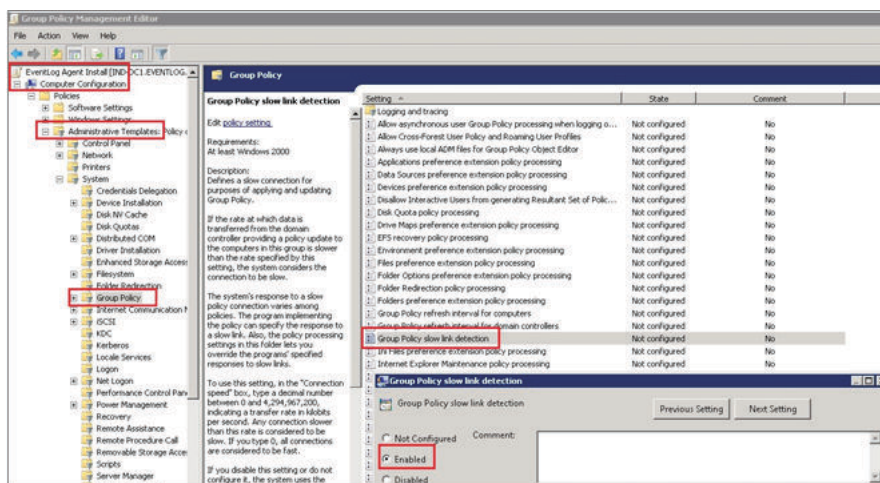 Group Policy Management Editor
File Action View Help
EventLog Agent Install [IND-DC1.EVENTLOG.
Computer Configuration
Policies
Software Settings
Windows Settings
Administrative Templates: Policy
Control Panel
Network
Printers
System
Credentials Delegation
Device Installation
Disk NV Cache
Disk Quotas
Distributed COM
Driver Installation
Enhanced Storage Access
Filesystem
Folder Redirection
Group Policy
Internet Communication
iSCSI
KDC
Kerberos
Locale Services
Logon
Net Logon
Performance Control Pan
Power Management
Recovery
Remote Assistance
Remote Procedure Call
Removable Storage Acce
Scripts
Server Manager
Group Policy
Group Policy slow link detection
Edit policy setting
Requirements:
At least Windows 2000
Description:
Defines a slow connection for
purposes of applying and updating
Group Policy.
If the rate at which data is
transferred from the domain
controller providing a policy update to
the computers in this group is slower
than the rate specified by this
setting, the system considers the
connection to be slow.
The system's response to a slow
policy connection varies among
policies. The program implementing
the policy can specify the response to
a slow link. Also, the policy processing
settings in this folder lets you
override the programs' specified
responses to slow links.
To use this setting, in the "Connection
speed" box, type a decimal number
between 0 and 4,294,967,200,
indicating a transfer rate in kilobits
per second. Any connection slower
than this rate is considered to be
slow. If you type 0, all connections
are considered to be fast.
If you disable this setting or do not
configure it, the system uses the
Setting State Comment
Logging and tracing
Allow asynchronous user Group Policy processing when logging o... Not configured No
Allow Cross-Forest User Policy and Roaming User Profiles Not configured No
Always use local ADM files for Group Policy Object Editor Not configured No
Applications preference extension policy processing Not configured No
Data Sources preference extension policy processing Not configured No
Devices preference extension policy processing Not configured No
Disallow Interactive Users from generating Resultant Set of Polic... Not configured No
Disk Quota policy processing Not configured No
Drive Maps preference extension policy processing Not configured No
EFS recovery policy processing Not configured No
Environment preference extension policy processing Not configured No
Files preference extension policy processing Not configured No
Folder Options preference extension policy processing Not configured No
Folder Redirection policy processing Not configured No
Folders preference extension policy processing Not configured No
Group Policy refresh interval for computers Not configured No
Group Policy refresh interval for domain controllers Not configured No
Group Policy slow link detection Not configured No
Ini Files preference extension policy processing Not configured No
Internet Explorer Maintenance policy processing Not configured No
Group Policy slow link detection
Group Policy slow link detection
Previous Setting Next Setting
Not Configured Comment:
Enabled
Disabled